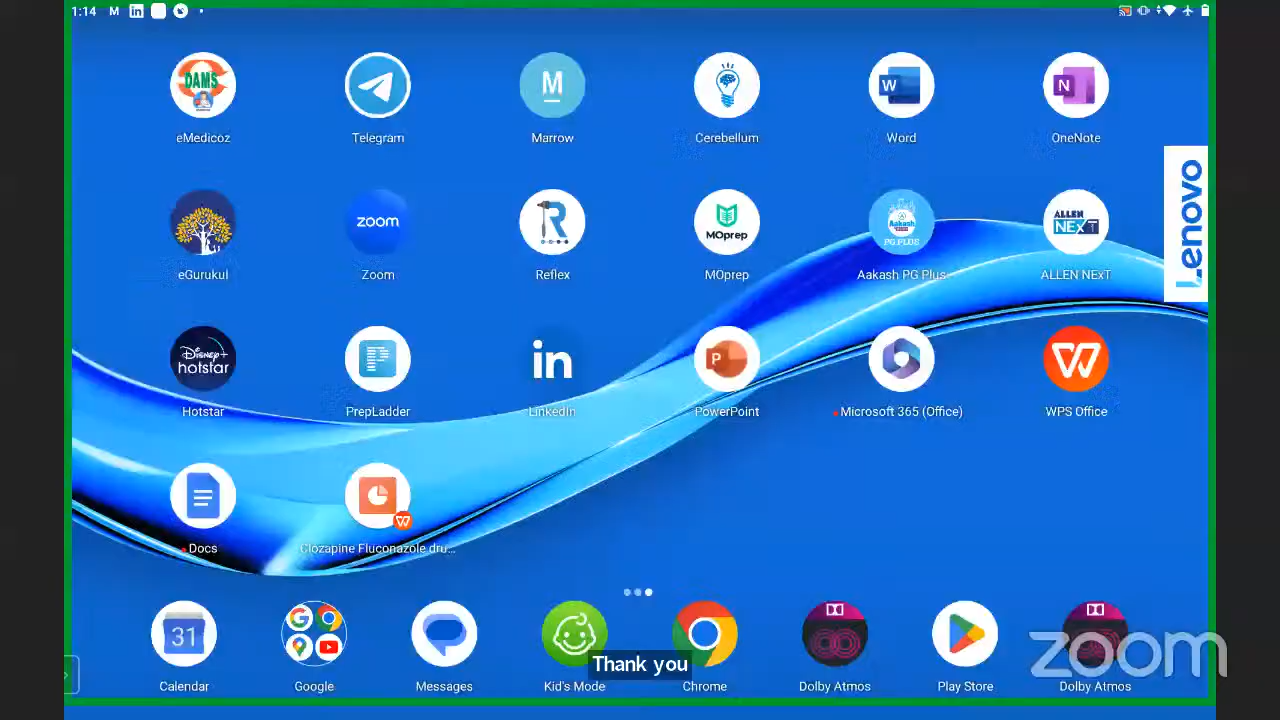 1:14 M in
DAMS M W N
eMedicoz Telegram Marrow Cerebellum Word OneNote
Lenovo
zoom R MOprep Aakash PG PLUS ALLEN NEXT
eGurukul Zoom Reflex MOprep Aakash PG Plus ALLEN NExT
Disney+ hotstar P in P W
Hotstar PrepLadder LinkedIn PowerPoint Microsoft 365 (Office) WPS Office
W
Docs Clozapine Fluconazole dru...
31 G
Thank you
zoom
Calendar Google Messages Kid's Mode Chrome Dolby Atmos Play Store Dolby Atmos